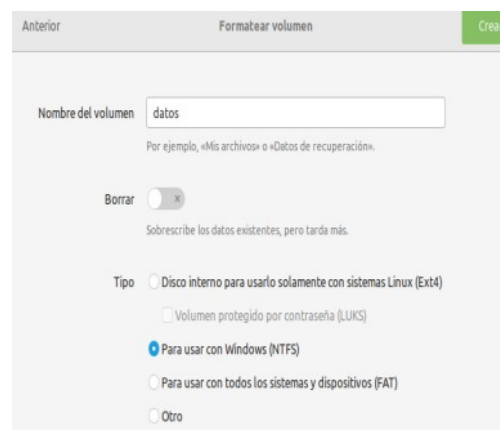 Anterior Formatear volumen Crea
Nombre del volumen datos
Por ejemplo, «Mis archivos» o «Datos de recuperación».
Borrar
Sobrescribe los datos existentes, pero tarda más.
Tipo Disco interno para usarlo solamente con sistemas Linux (Ext4)
Volumen protegido por contraseña (LUKS)
Para usar con Windows (NTFS)
Para usar con todos los sistemas y dispositivos (FAT)
Otro